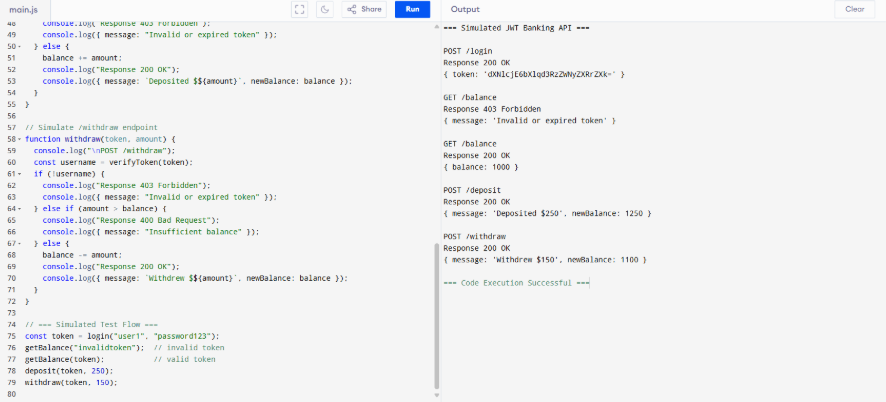 main.js
Share
Run
48 console.log("Response 403 Forbidden");
49 console.log({ message: "Invalid or expired token" });
50 } else {
51 balance += amount;
52 console.log("Response 200 OK");
53 console.log({ message: `Deposited $${amount}`, newBalance: balance });
54 }
55 }
56
57 // Simulate /withdraw endpoint
58 function withdraw(token, amount) {
59 console.log("\nPOST /withdraw");
60 const username = verifyToken(token);
61 if (!username) {
62 console.log("Response 403 Forbidden");
63 console.log({ message: "Invalid or expired token" });
64 } else if (amount > balance) {
65 console.log("Response 400 Bad Request");
66 console.log({ message: "Insufficient balance" });
67 } else {
68 balance -= amount;
69 console.log("Response 200 OK");
70 console.log({ message: `Withdrew $${amount}`, newBalance: balance });
71 }
72 }
73
74 // === Simulated Test Flow ===
75 const token = login("user1", "password123");
76 getBalance("invalidtoken"); // invalid token
77 getBalance(token); // valid token
78 deposit(token, 250);
79 withdraw(token, 150);
80
Output
Clear
=== Simulated JWT Banking API ===
POST /login
Response 200 OK
{ token: 'dXNlcjE6bXlqd3RzZWNyZXRrZXk=' }
GET /balance
Response 403 Forbidden
{ message: 'Invalid or expired token' }
GET /balance
Response 200 OK
{ balance: 1000 }
POST /deposit
Response 200 OK
{ message: 'Deposited $250', newBalance: 1250 }
POST /withdraw
Response 200 OK
{ message: 'Withdrew $150', newBalance: 1100 }
=== Code Execution Successful ===